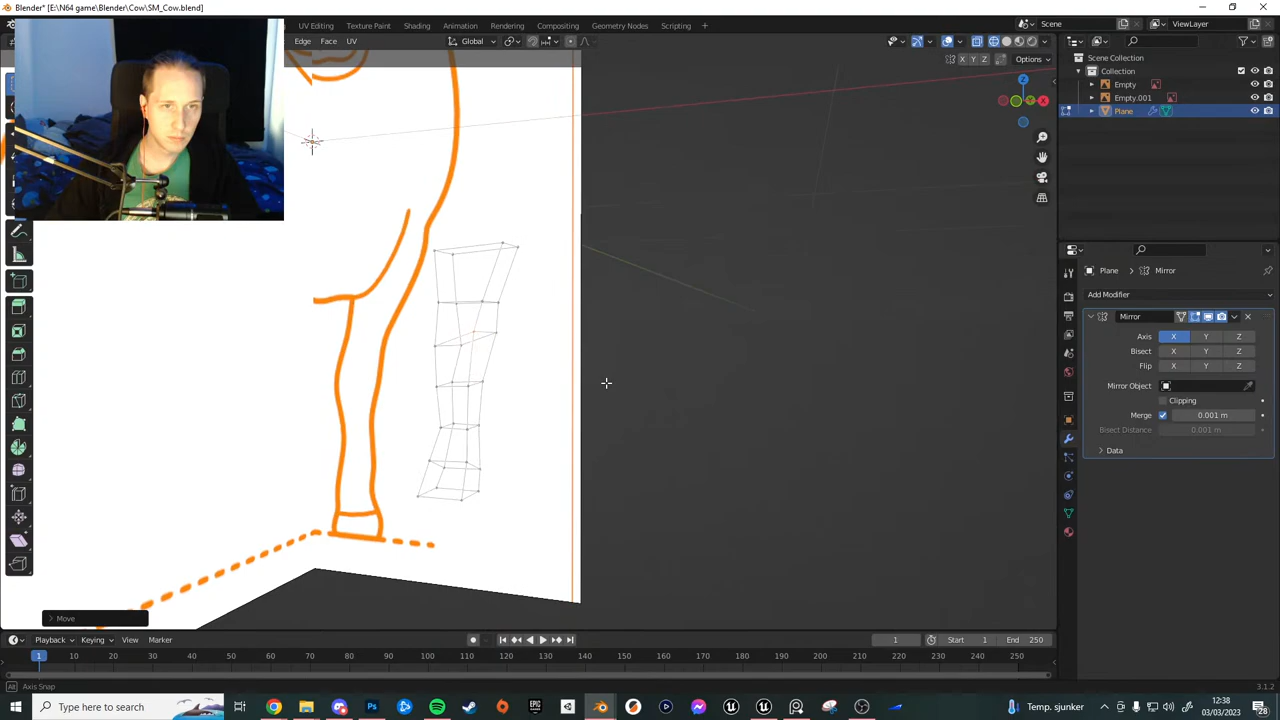 Blender* [E:\N64 game\Blender\Cow\SM_Cow.blend]
UV Editing Texture Paint Shading Animation Rendering Compositing Geometry Nodes Scripting + Scene ViewLayer
Edge Face UV Global
X Y Z Options
Scene Collection
Collection
Empty
Empty.001
Plane
Plane Mirror
Add Modifier
Mirror
Axis X Y Z
Bisect X Y Z
Flip X Y Z
Mirror Object
Clipping
Merge 0.001 m
Bisect Distance 0.001 m
Data
Move
Playback Keying View Marker 1 Start 1 End 250
1 10 20 30 40 50 60 70 80 90 100 110 120 130 140 150 160 170 180 190 200 210 220 230 240 250
Axis Snap 3.1.2
Type here to search Temp. sjunker 12:38
03/03/2023